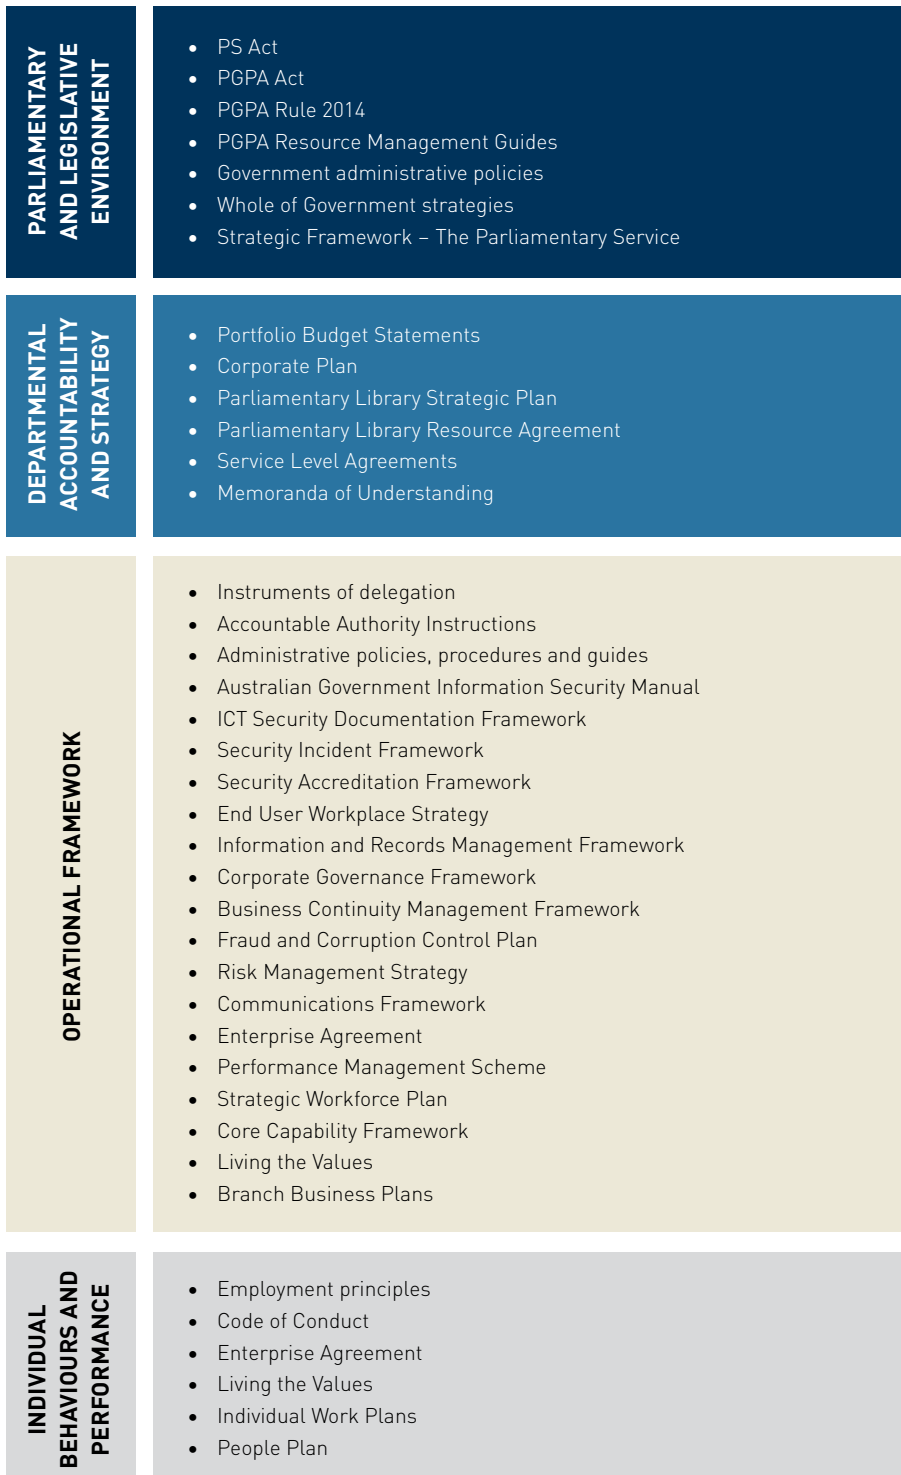 PARLIAMENTARY
AND LEGISLATIVE
ENVIRONMENT
• PS Act
• PGPA Act
• PGPA Rule 2014
• PGPA Resource Management Guides
• Government administrative policies
• Whole of Government strategies
• Strategic Framework – The Parliamentary Service
DEPARTMENTAL
ACCOUNTABILITY
AND STRATEGY
• Portfolio Budget Statements
• Corporate Plan
• Parliamentary Library Strategic Plan
• Parliamentary Library Resource Agreement
• Service Level Agreements
• Memoranda of Understanding
OPERATIONAL FRAMEWORK
• Instruments of delegation
• Accountable Authority Instructions
• Administrative policies, procedures and guides
• Australian Government Information Security Manual
• ICT Security Documentation Framework
• Security Incident Framework
• Security Accreditation Framework
• End User Workplace Strategy
• Information and Records Management Framework
• Corporate Governance Framework
• Business Continuity Management Framework
• Fraud and Corruption Control Plan
• Risk Management Strategy
• Communications Framework
• Enterprise Agreement
• Performance Management Scheme
• Strategic Workforce Plan
• Core Capability Framework
• Living the Values
• Branch Business Plans
INDIVIDUAL
BEHAVIOURS AND
PERFORMANCE
• Employment principles
• Code of Conduct
• Enterprise Agreement
• Living the Values
• Individual Work Plans
• People Plan